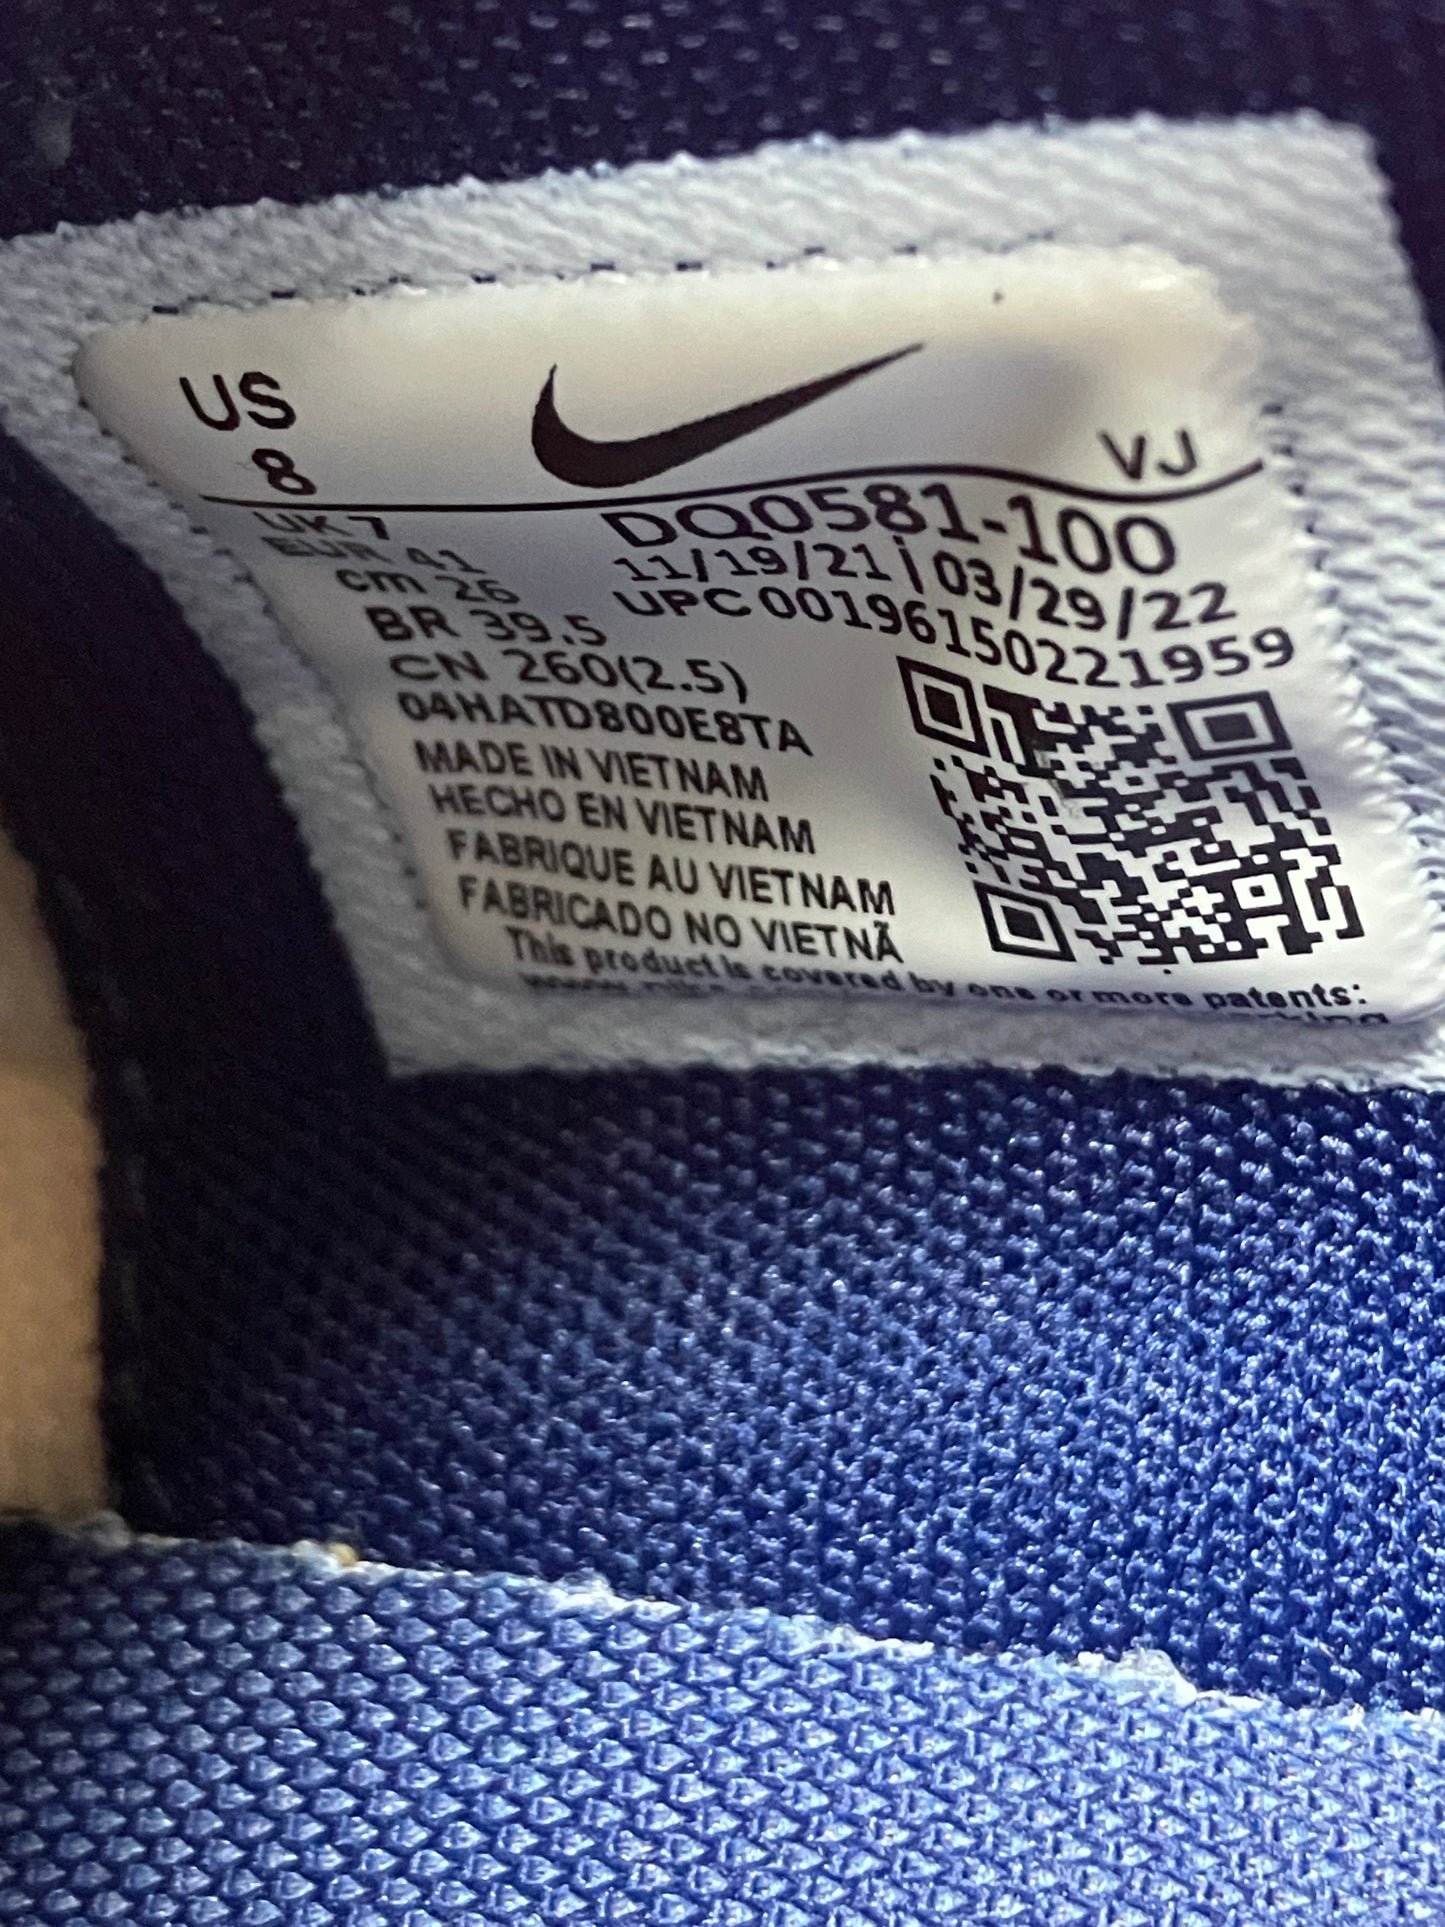 US
8
VJ
UK 7
EUR 41
cm 26
BR 39.5
CN 260(2.5)
04HATD800E8TA
DQ0581-100
11/19/21 | 03/29/22
UPC 00196150221959
MADE IN VIETNAM
HECHO EN VIETNAM
FABRIQUE AU VIETNAM
FABRICADO NO VIETNÃ
This product is covered by one or more patents: